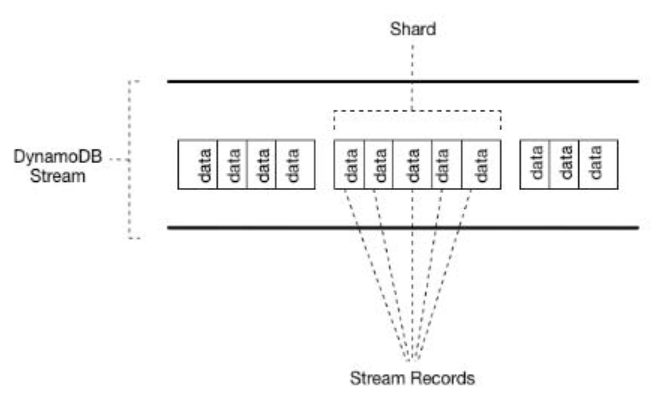 Shard
DynamoDB
Stream
data data data data
data data data data data
data data data
Stream Records